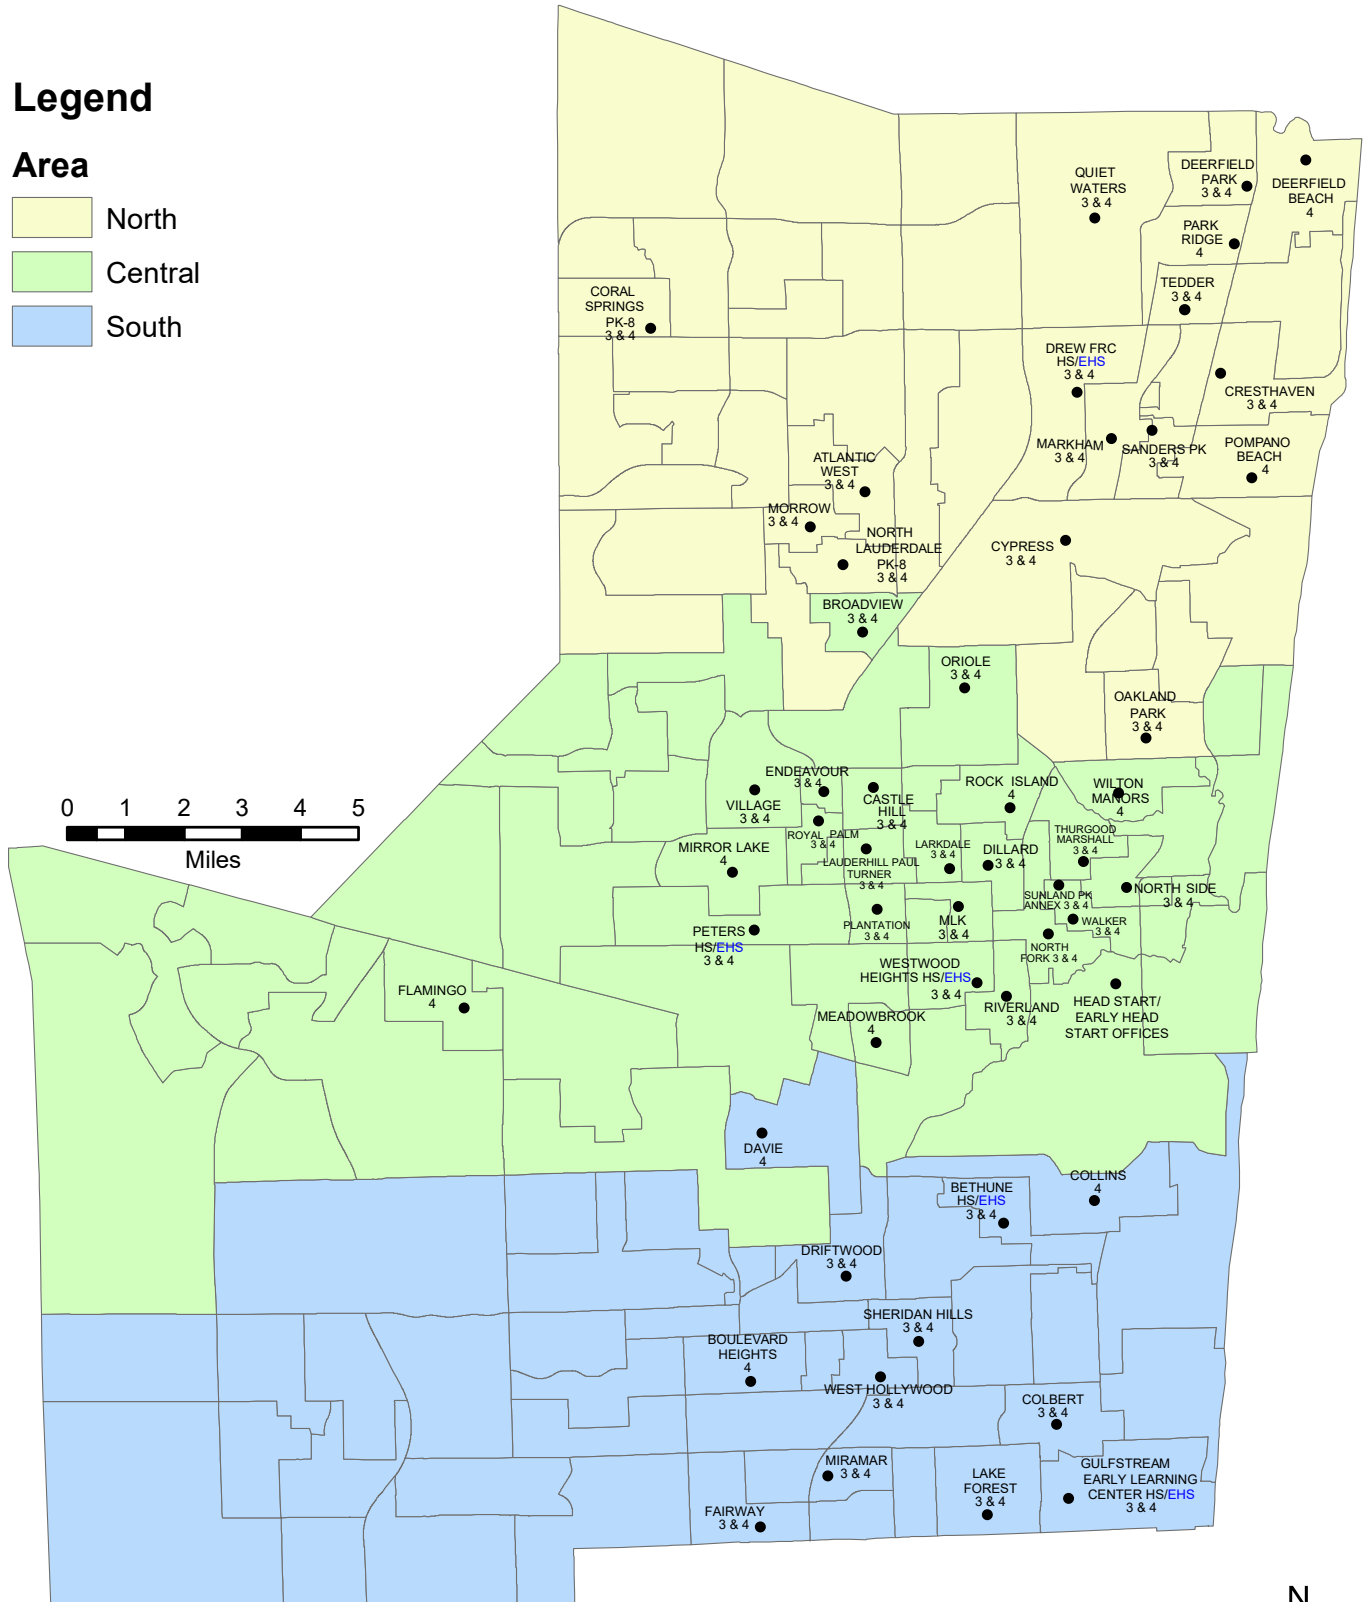 Legend
Area
North
Central
South
0 1 2 3 4 5
Miles
QUIET
WATERS
3 & 4
DEERFIELD
PARK
3 & 4
DEERFIELD
BEACH
4
PARK
RIDGE
4
TEDDER
3 & 4
CORAL
SPRINGS
PK-8
3 & 4
DREW FRC
HS/EHS
3 & 4
CRESTHAVEN
3 & 4
MARKHAM
3 & 4
SANDERS PK
3 & 4
POMPANO
BEACH
4
ATLANTIC
WEST
3 & 4
MORROW
3 & 4
NORTH
LAUDERDALE
PK-8
3 & 4
CYPRESS
3 & 4
BROADVIEW
3 & 4
ORIOLE
3 & 4
OAKLAND
PARK
3 & 4
ENDEAVOUR
3 & 4
VILLAGE
3 & 4
CASTLE
HILL
3 & 4
ROCK ISLAND
4
WILTON
MANORS
4
ROYAL PALM
3 & 4
MIRROR LAKE
4
LAUDERHILL PAUL
TURNER
3 & 4
LARKDALE
3 & 4
DILLARD
3 & 4
THURGOOD
MARSHALL
3 & 4
SUNLAND PK
ANNEX 3 & 4
NORTH SIDE
3 & 4
PLANTATION
3 & 4
MLK
3 & 4
WALKER
3 & 4
NORTH
FORK 3 & 4
PETERS
HS/EHS
3 & 4
WESTWOOD
HEIGHTS HS/EHS
3 & 4
RIVERLAND
3 & 4
HEAD START/
EARLY HEAD
START OFFICES
FLAMINGO
4
MEADOWBROOK
4
DAVIE
4
BETHUNE
HS/EHS
3 & 4
COLLINS
4
DRIFTWOOD
3 & 4
SHERIDAN HILLS
3 & 4
BOULEVARD
HEIGHTS
4
WEST HOLLYWOOD
3 & 4
COLBERT
3 & 4
MIRAMAR
3 & 4
LAKE
FOREST
3 & 4
GULFSTREAM
EARLY LEARNING
CENTER HS/EHS
3 & 4
FAIRWAY
3 & 4
N